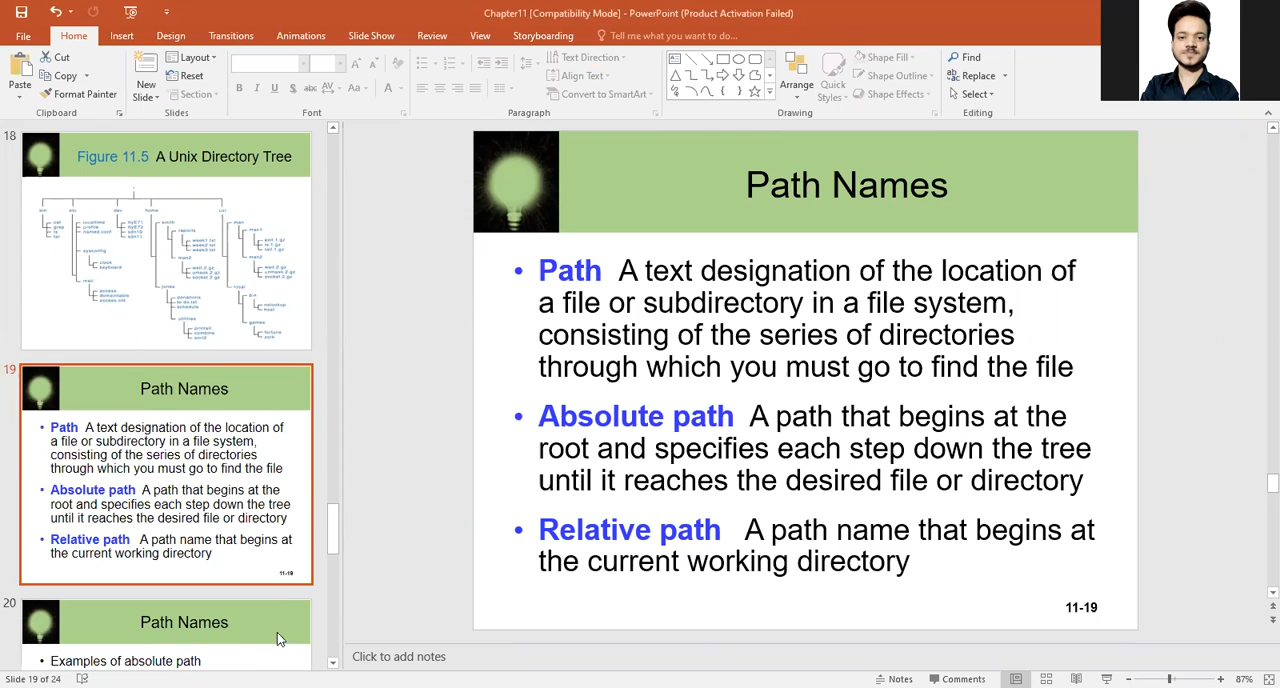 Chapter11 [Compatibility Mode] - PowerPoint (Product Activation Failed)
File Home Insert Design Transitions Animations Slide Show Review View Storyboarding Tell me what you want to do...
Paste
Cut
Copy
Format Painter
Clipboard
New
Slide
Layout
Reset
Section
Slides
B I U S abc AV Aa A
Font
Text Direction
Align Text
Convert to SmartArt
Paragraph
Arrange
Quick
Styles
Shape Fill
Shape Outline
Shape Effects
Drawing
Find
Replace
Select
Editing
18
Figure 11.5 A Unix Directory Tree
19
Path Names
• Path A text designation of the location of
a file or subdirectory in a file system,
consisting of the series of directories
through which you must go to find the file
• Absolute path A path that begins at the
root and specifies each step down the tree
until it reaches the desired file or directory
• Relative path A path name that begins at
the current working directory
11-19
20
Path Names
• Examples of absolute path
Path Names
• Path A text designation of the location of
a file or subdirectory in a file system,
consisting of the series of directories
through which you must go to find the file
• Absolute path A path that begins at the
root and specifies each step down the tree
until it reaches the desired file or directory
• Relative path A path name that begins at
the current working directory
11-19
Click to add notes
Slide 19 of 24
Notes
Comments
87%